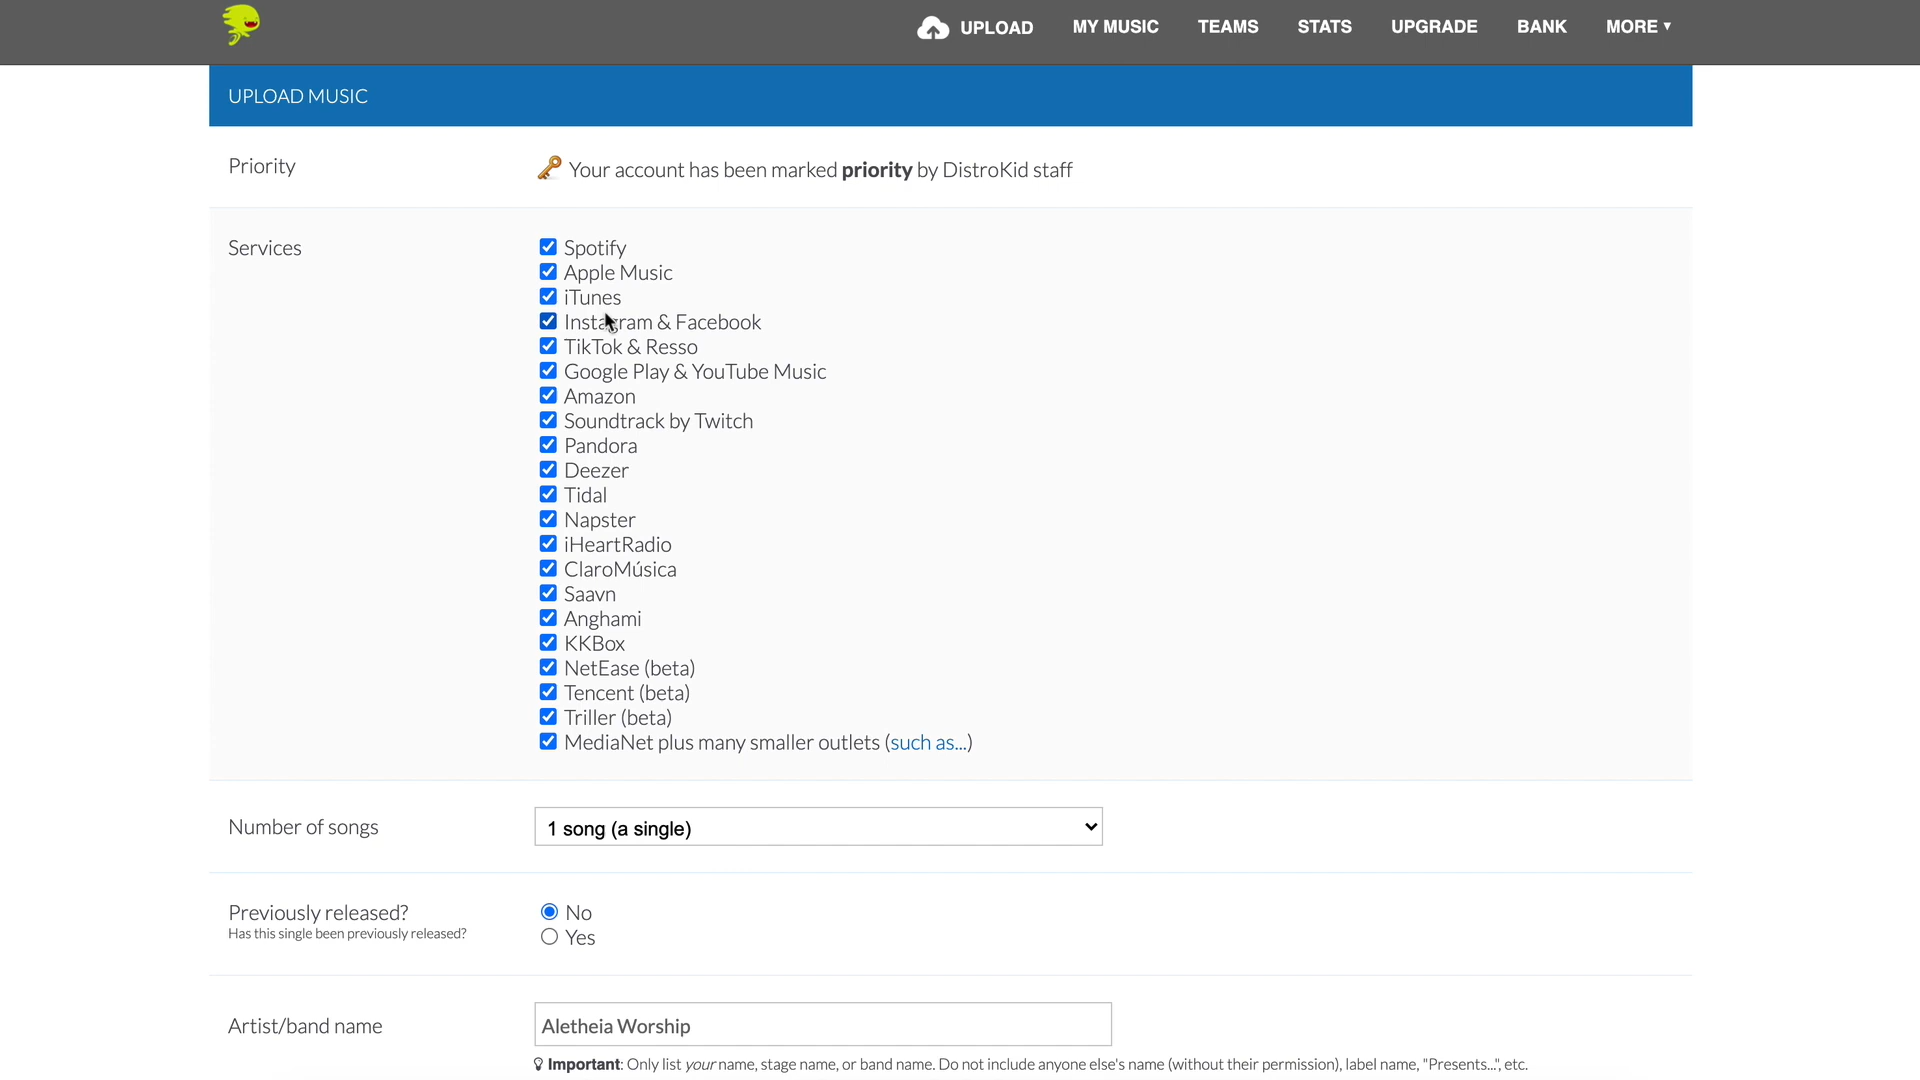 UPLOAD MY MUSIC TEAMS STATS UPGRADE BANK MORE ▾
UPLOAD MUSIC
Priority
Your account has been marked priority by DistroKid staff
Services
Spotify
Apple Music
iTunes
Instagram & Facebook
TikTok & Resso
Google Play & YouTube Music
Amazon
Soundtrack by Twitch
Pandora
Deezer
Tidal
Napster
iHeartRadio
ClaroMúsica
Saavn
Anghami
KKBox
NetEase (beta)
Tencent (beta)
Triller (beta)
MediaNet plus many smaller outlets (such as...)
Number of songs
1 song (a single)
Previously released?
Has this single been previously released?
No
Yes
Artist/band name
Aletheia Worship
Important: Only list your name, stage name, or band name. Do not include anyone else's name (without their permission), label name, "Presents...", etc.